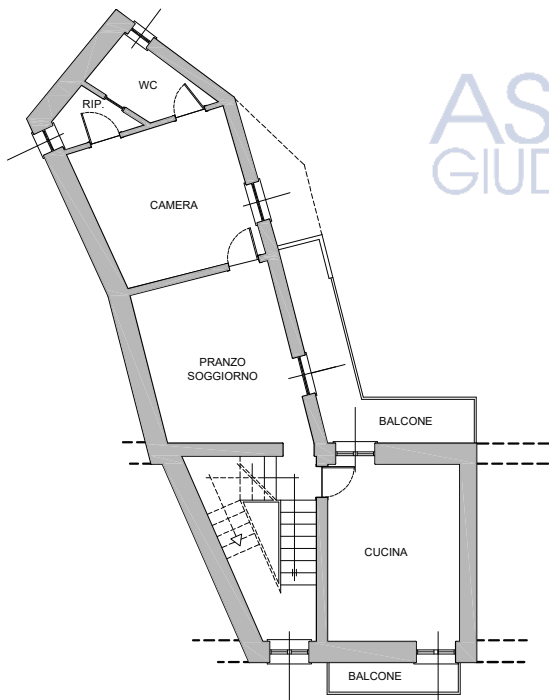 WC
RIP.
CAMERA
PRANZO
SOGGIORNO
BALCONE
CUCINA
BALCONE
AS
GIUD